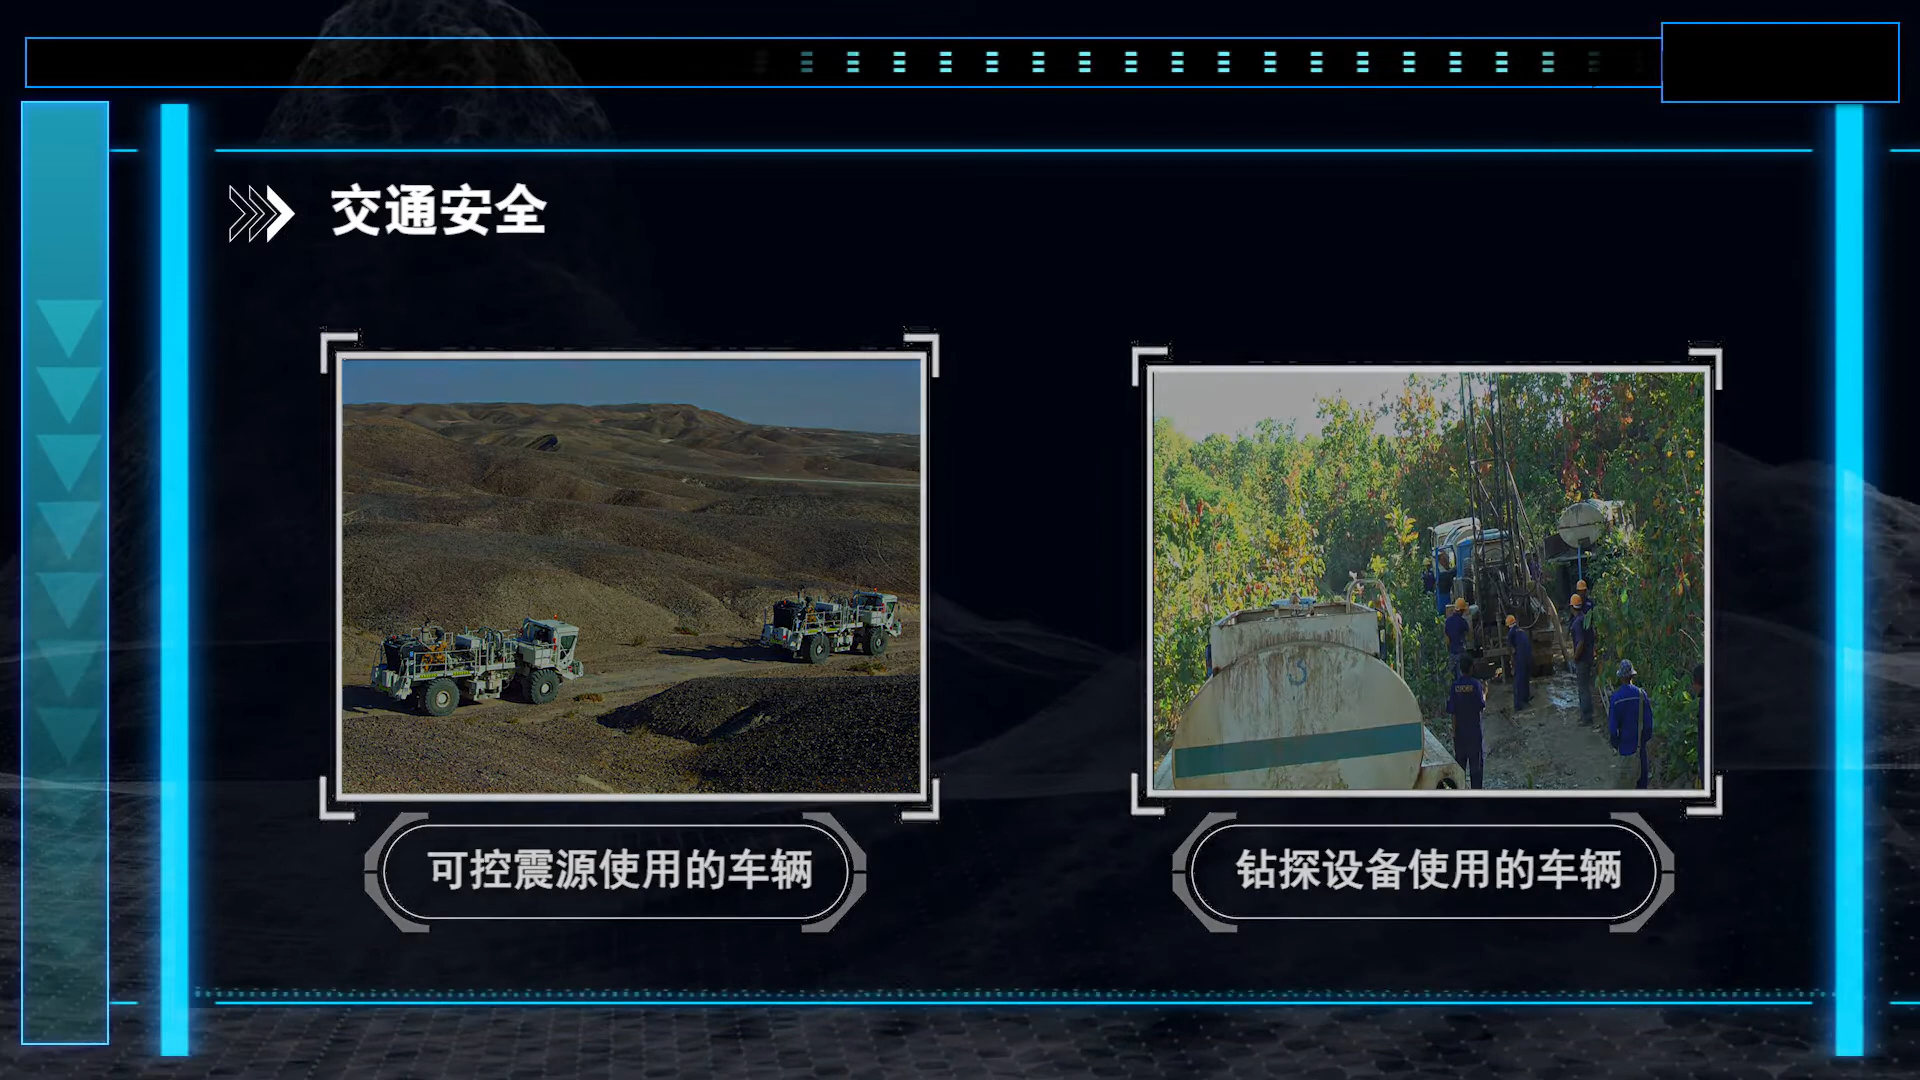 交通安全
可控震源使用的车辆
钻探设备使用的车辆